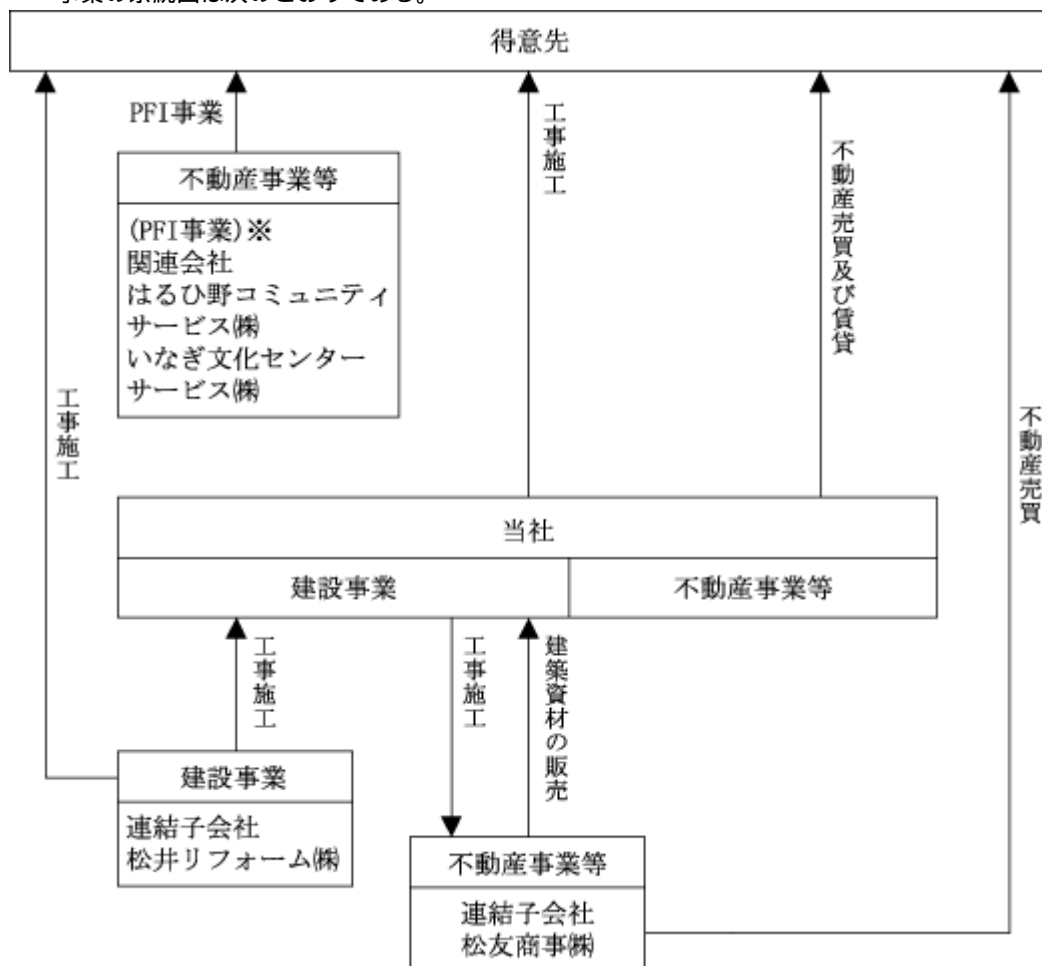 事業の系統図は次のとおりである。
得意先
PFI事業
工事施工
不動産売買及び賃貸
不動産事業等
(PFI事業)※
関連会社
はるひ野コミュニティ
サービス㈱
いなぎ文化センター
サービス㈱
工事施工
不動産売買
当社
建設事業
不動産事業等
工事施工
工事施工
建築資材の販売
建設事業
連結子会社
松井リフォーム㈱
不動産事業等
連結子会社
松友商事㈱